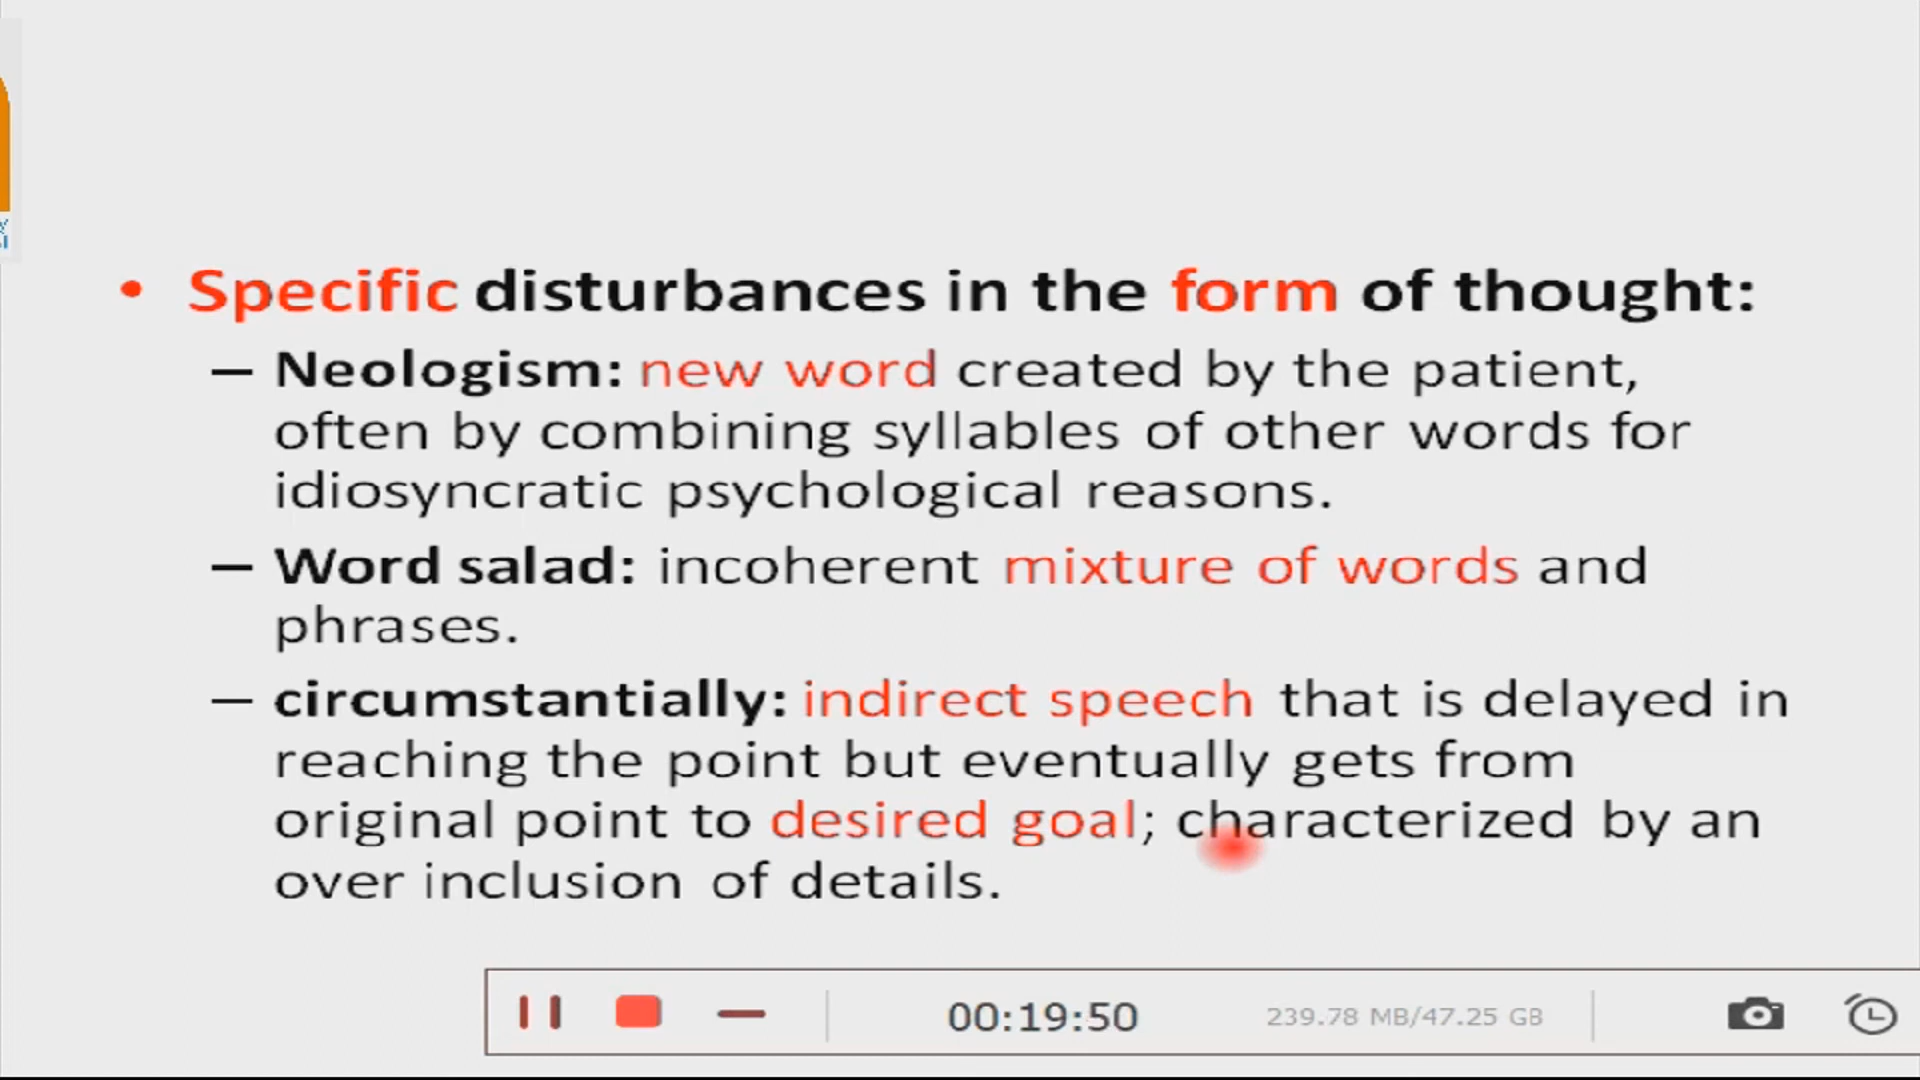 • Specific disturbances in the form of thought:
– Neologism: new word created by the patient,
often by combining syllables of other words for
idiosyncratic psychological reasons.
– Word salad: incoherent mixture of words and
phrases.
– circumstantially: indirect speech that is delayed in
reaching the point but eventually gets from
original point to desired goal; characterized by an
over inclusion of details.
00:19:50
239.78 MB/47.25 GB